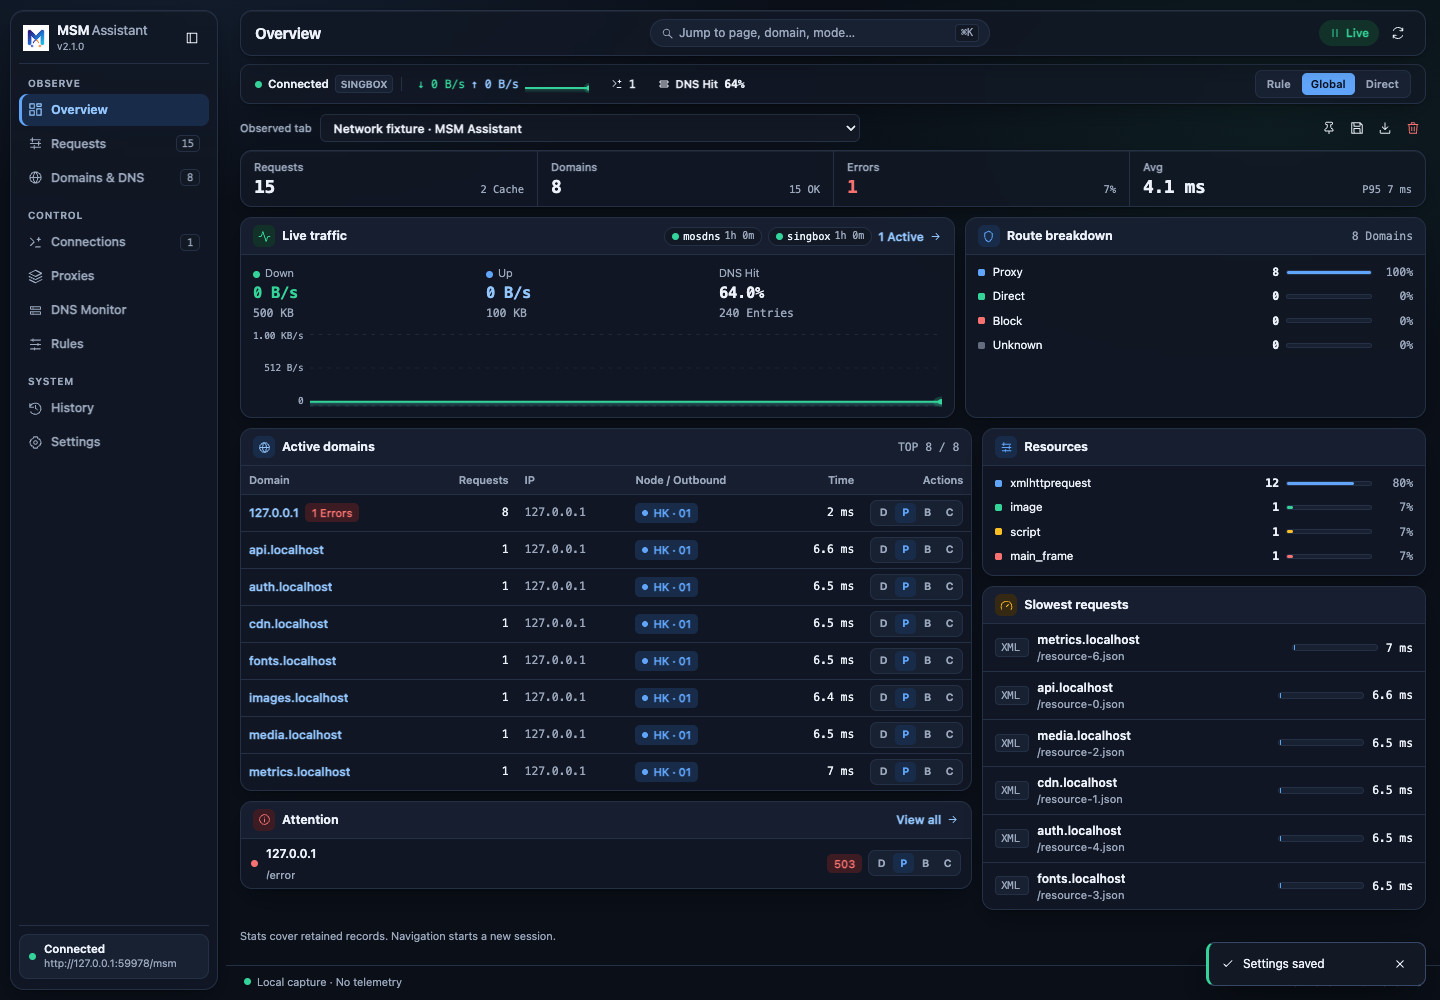 MSM Assistant
v2.1.0
OBSERVE
Overview
Requests 15
Domains & DNS 8
CONTROL
Connections 1
Proxies
DNS Monitor
Rules
SYSTEM
History
Settings
Connected
http://127.0.0.1:59978/msm
Overview
Jump to page, domain, mode... ⌘K
Live
Connected SINGBOX ↓ 0 B/s ↑ 0 B/s 1 DNS Hit 64%
Rule Global Direct
Observed tab Network fixture · MSM Assistant
Requests
15 2 Cache
Domains
8 15 OK
Errors
1 7%
Avg
4.1 ms P95 7 ms
Live traffic mosdns 1h 0m singbox 1h 0m 1 Active →
Down
0 B/s
500 KB
Up
0 B/s
100 KB
DNS Hit
64.0%
240 Entries
1.00 KB/s
512 B/s
0
Route breakdown 8 Domains
Proxy 8 100%
Direct 0 0%
Block 0 0%
Unknown 0 0%
Active domains TOP 8 / 8
Domain Requests IP Node / Outbound Time Actions
127.0.0.1 1 Errors 8 127.0.0.1 HK · 01 2 ms D P B C
api.localhost 1 127.0.0.1 HK · 01 6.6 ms D P B C
auth.localhost 1 127.0.0.1 HK · 01 6.5 ms D P B C
cdn.localhost 1 127.0.0.1 HK · 01 6.5 ms D P B C
fonts.localhost 1 127.0.0.1 HK · 01 6.5 ms D P B C
images.localhost 1 127.0.0.1 HK · 01 6.4 ms D P B C
media.localhost 1 127.0.0.1 HK · 01 6.5 ms D P B C
metrics.localhost 1 127.0.0.1 HK · 01 7 ms D P B C
Attention View all →
127.0.0.1
/error
503 D P B C
Resources
xmlhttprequest 12 80%
image 1 7%
script 1 7%
main_frame 1 7%
Slowest requests
XML metrics.localhost 7 ms
/resource-6.json
XML api.localhost 6.6 ms
/resource-0.json
XML media.localhost 6.5 ms
/resource-2.json
XML cdn.localhost 6.5 ms
/resource-1.json
XML auth.localhost 6.5 ms
/resource-4.json
XML fonts.localhost 6.5 ms
/resource-3.json
Stats cover retained records. Navigation starts a new session.
Local capture · No telemetry
Settings saved